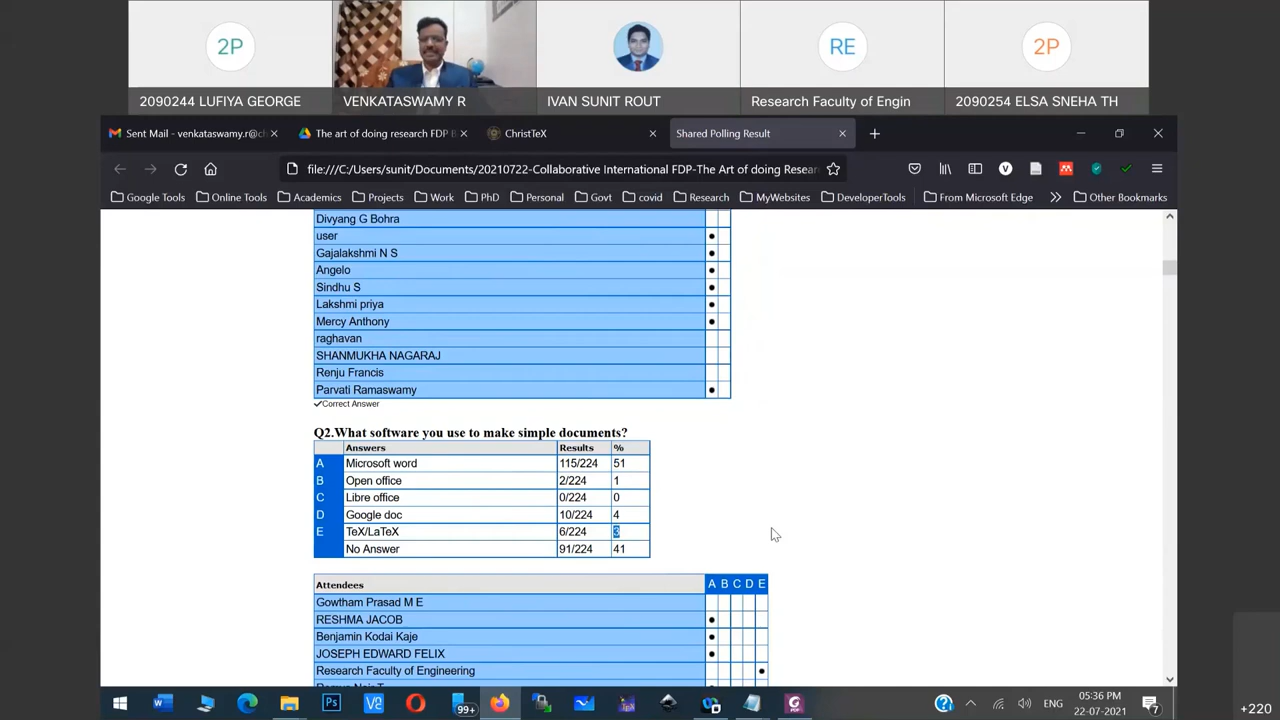 2P
RE
2P
2090244 LUFIYA GEORGE
VENKATASWAMY R
IVAN SUNIT ROUT
Research Faculty of Engin
2090254 ELSA SNEHA TH
Sent Mail - venkataswamy.r@c
The art of doing research FDP B
ChristTeX
Shared Polling Result
file:///C:/Users/sunit/Documents/20210722-Collaborative International FDP-The Art of doing Resear
Google Tools
Online Tools
Academics
Projects
Work
PhD
Personal
Govt
covid
Research
MyWebsites
DeveloperTools
From Microsoft Edge
Other Bookmarks
Divyang G Bohra
user
Gajalakshmi N S
Angelo
Sindhu S
Lakshmi priya
Mercy Anthony
raghavan
SHANMUKHA NAGARAJ
Renju Francis
Parvati Ramaswamy
Correct Answer
Q2.What software you use to make simple documents?
Answers Results %
A Microsoft word 115/224 51
B Open office 2/224 1
C Libre office 0/224 0
D Google doc 10/224 4
E TeX/LaTeX 6/224 3
No Answer 91/224 41
Attendees A B C D E
Gowtham Prasad M E
RESHMA JACOB
Benjamin Kodai Kaje
JOSEPH EDWARD FELIX
Research Faculty of Engineering
99+
05:36 PM
22-07-2021
7
+220